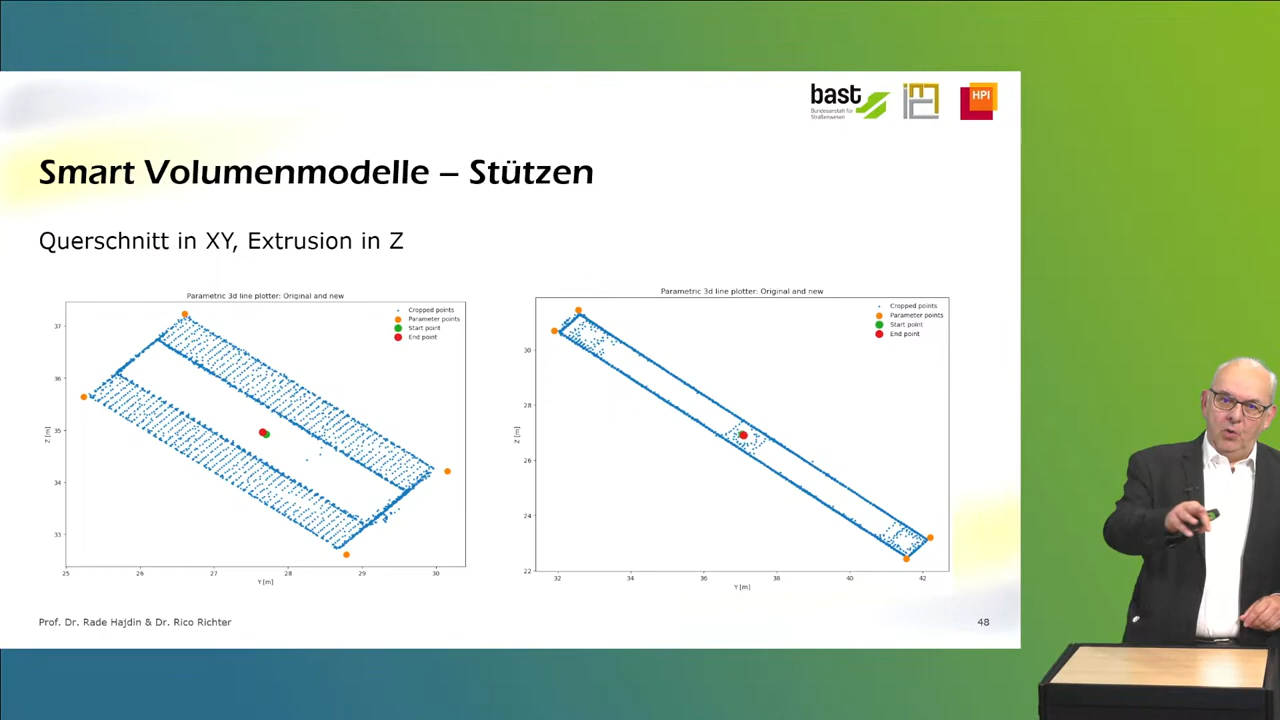 bast
Bundesanstalt für
Straßenwesen
HPI
Smart Volumenmodelle – Stützen
Querschnitt in XY, Extrusion in Z
Parametric 3d line plotter: Original and new
Cropped points
Parameter points
Start point
End point
37
36
35
34
33
Z [m]
25 26 27 28 29 30
Y [m]
Parametric 3d line plotter: Original and new
Cropped points
Parameter points
Start point
End point
30
28
26
24
22
Z [m]
32 34 36 38 40 42
Y [m]
Prof. Dr. Rade Hajdin & Dr. Rico Richter
48